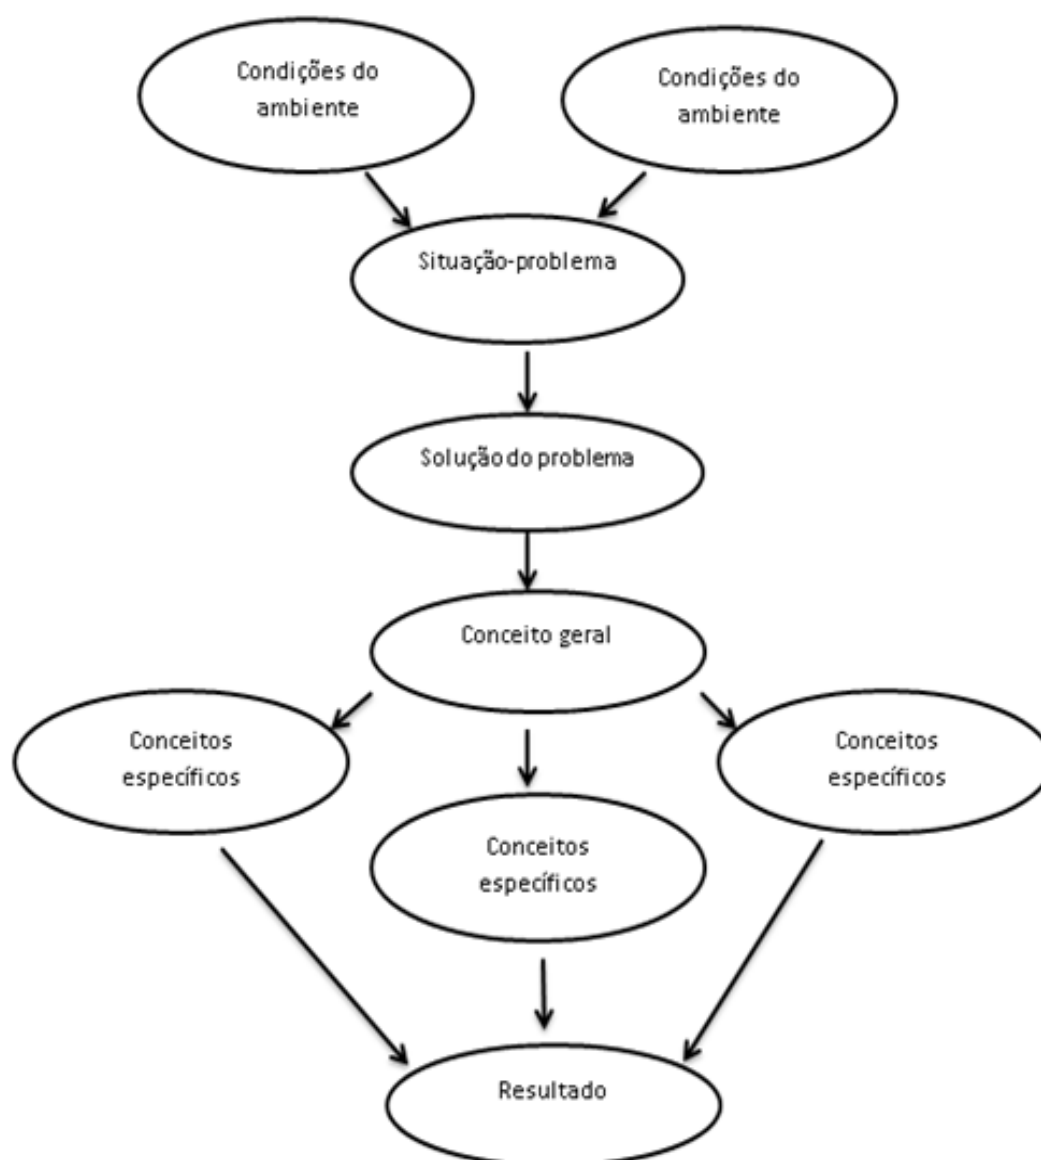 Condições do
ambiente
Condições do
ambiente
Situação-problema
Solução do problema
Conceito geral
Conceitos
específicos
Conceitos
específicos
Conceitos
específicos
Resultado